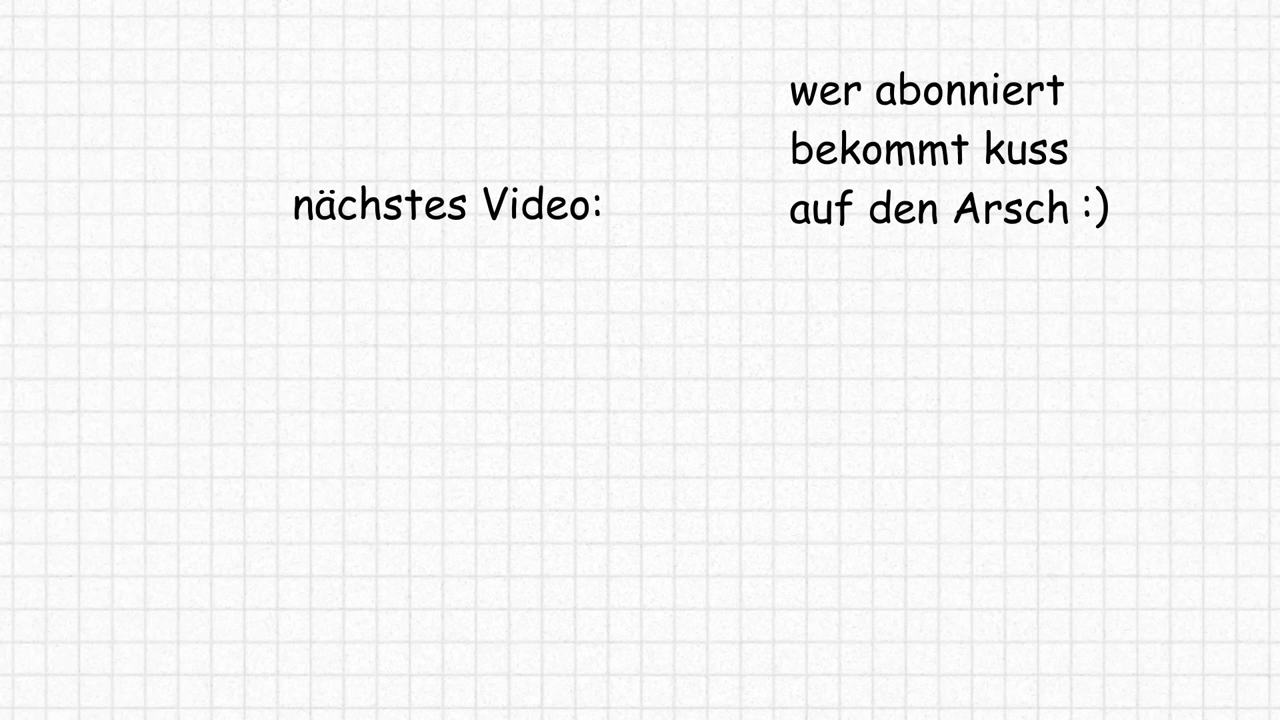 nächstes Video:
wer abonniert
bekommt kuss
auf den Arsch :)